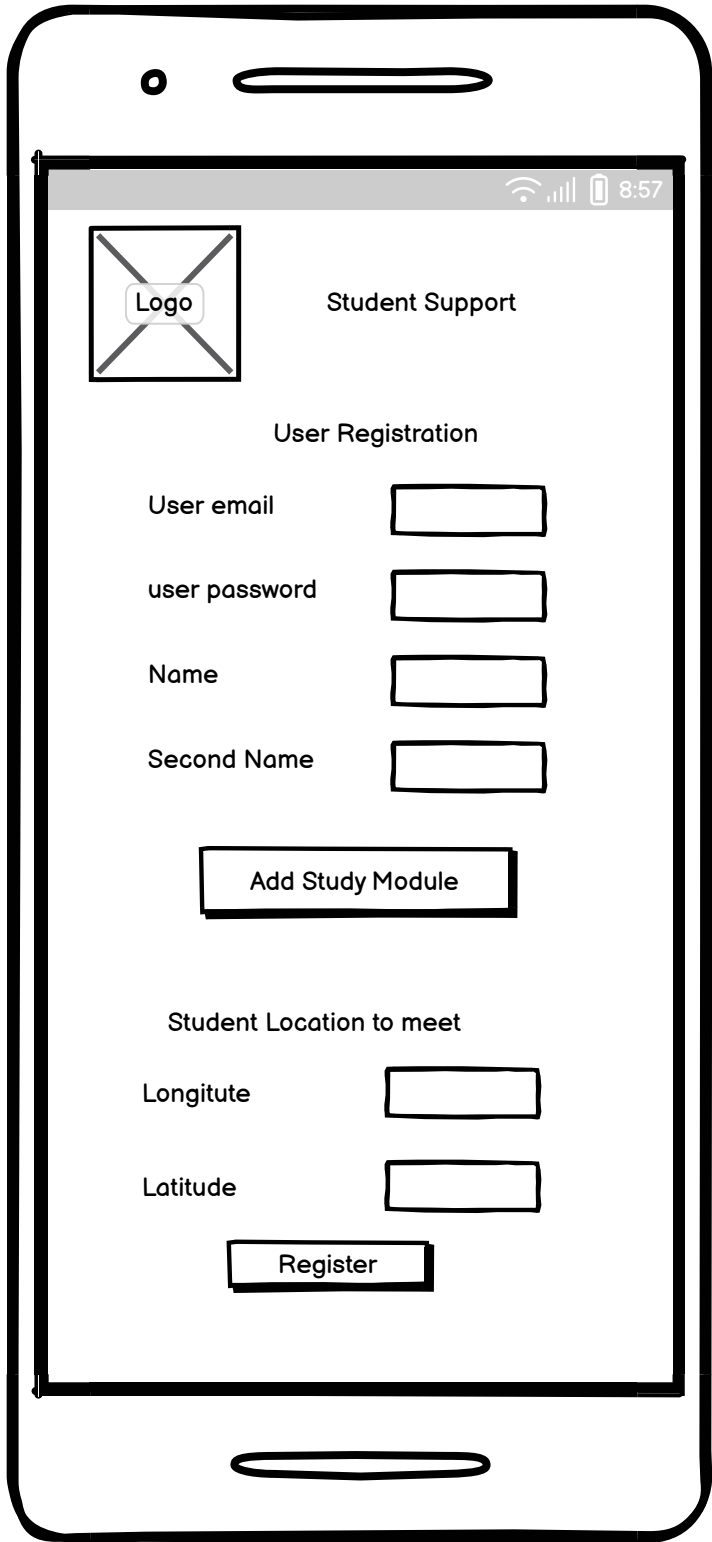 8:57
Logo
Student Support
User Registration
User email
user password
Name
Second Name
Add Study Module
Student Location to meet
Longitute
Latitude
Register